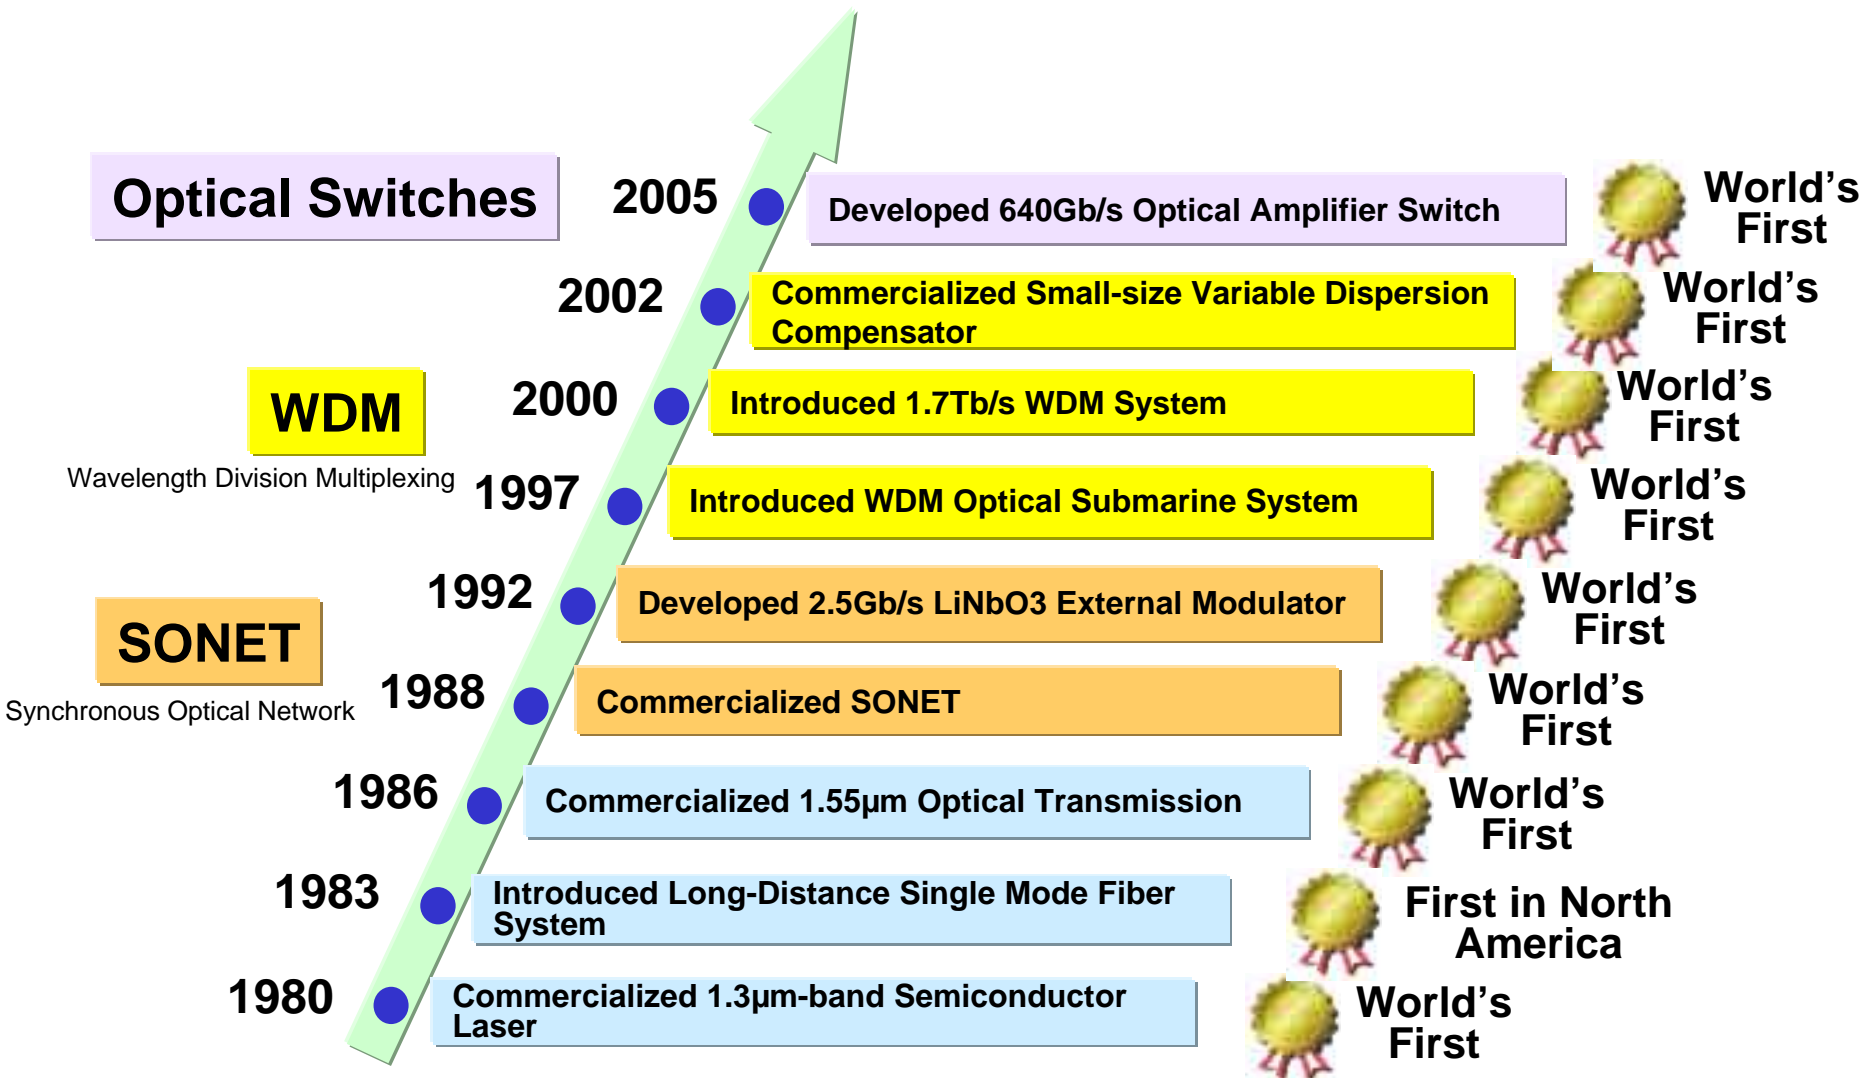 Optical Switches
2005
Developed 640Gb/s Optical Amplifier Switch
World's
First
2002
Commercialized Small-size Variable Dispersion
Compensator
World's
First
WDM
Wavelength Division Multiplexing
2000
Introduced 1.7Tb/s WDM System
World's
First
1997
Introduced WDM Optical Submarine System
World's
First
SONET
Synchronous Optical Network
1992
Developed 2.5Gb/s LiNbO3 External Modulator
World's
First
1988
Commercialized SONET
World's
First
1986
Commercialized 1.55µm Optical Transmission
World's
First
1983
Introduced Long-Distance Single Mode Fiber
System
First in North
America
1980
Commercialized 1.3µm-band Semiconductor
Laser
World's
First